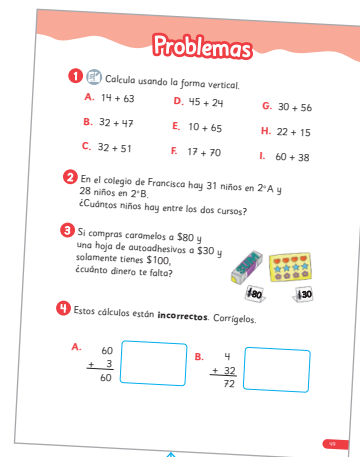 Problemas
1 Calcula usando la forma vertical.
A. 14 + 63
D. 45 + 24
G. 30 + 56
B. 32 + 47
E. 10 + 65
H. 22 + 15
C. 32 + 51
F. 17 + 70
I. 60 + 38
2 En el colegio de Francisca hay 31 niños en 2°A y
28 niños en 2°B.
¿Cuántos niños hay entre los dos cursos?
3 Si compras caramelos a $80 y
una hoja de autoadhesivos a $30 y
solamente tienes $100,
¿cuánto dinero te falta?
$80
$30
4 Estos cálculos están incorrectos. Corrígelos.
A.
60
+ 3
60
B.
4
+ 32
72